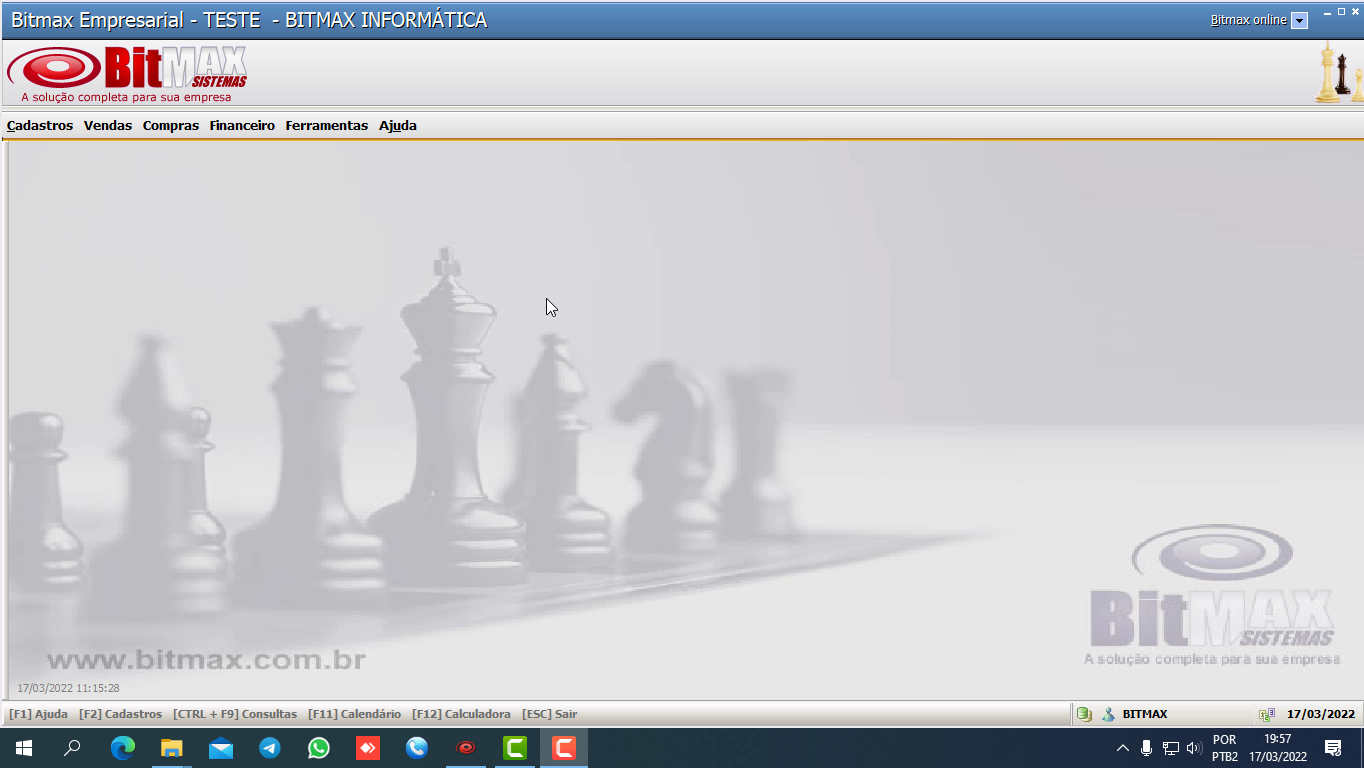 Bitmax Empresarial - TESTE - BITMAX INFORMÁTICA
Bitmax online
BitMAX
SISTEMAS
A solução completa para sua empresa
Cadastros Vendas Compras Financeiro Ferramentas Ajuda
BitMAX
SISTEMAS
A solução completa para sua empresa
www.bitmax.com.br
17/03/2022 11:15:28
[F1] Ajuda [F2] Cadastros [CTRL + F9] Consultas [F11] Calendário [F12] Calculadora [ESC] Sair
BITMAX
17/03/2022
POR
PTB2
19:57
17/03/2022